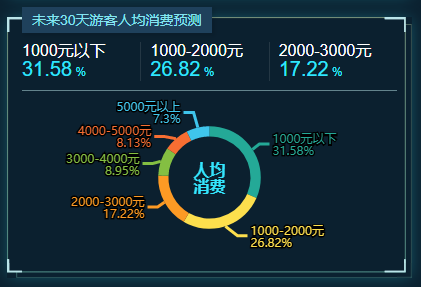 未来30天游客人均消费预测
1000元以下 1000-2000元 2000-3000元
31.58 % 26.82 % 17.22 %
5000元以上
7.3%
4000-5000元
8.13%
1000元以下
31.58%
3000-4000元
8.95%
人均
消费
2000-3000元
17.22%
1000-2000元
26.82%